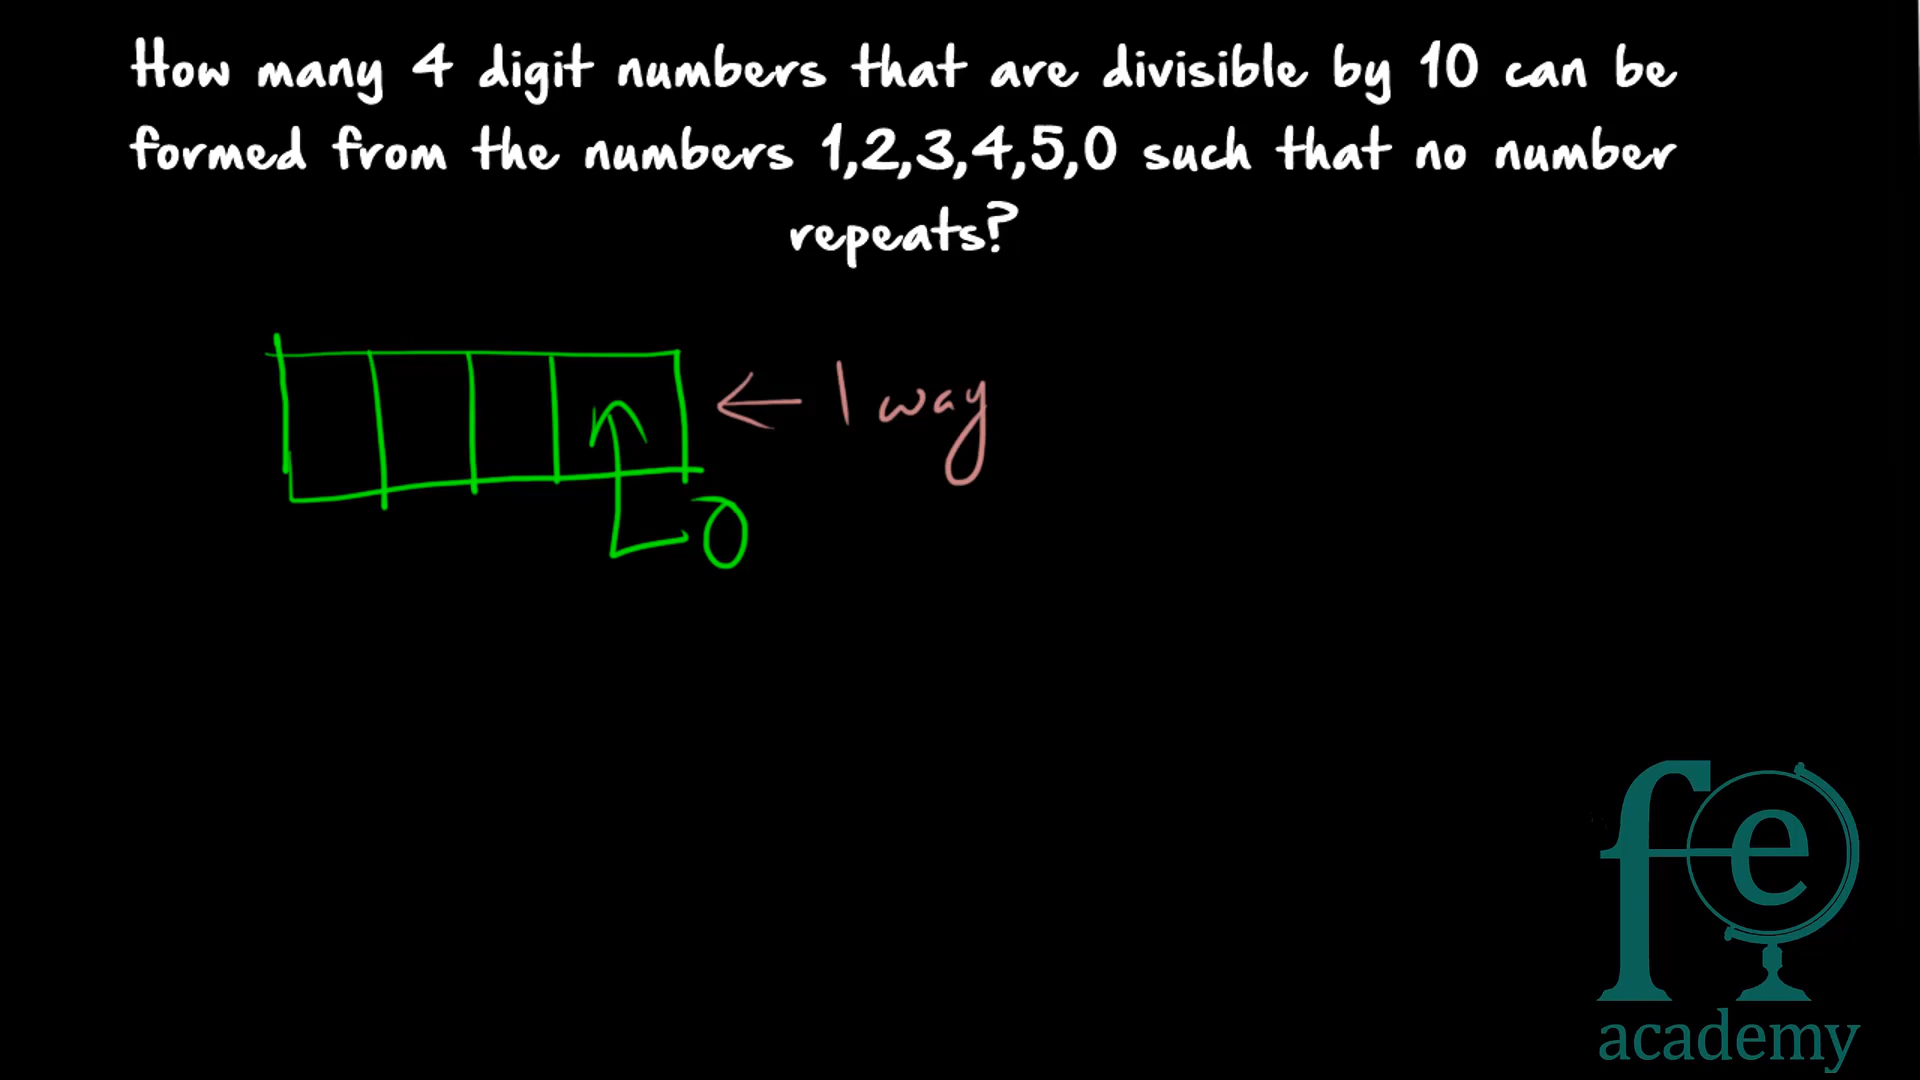 How many 4 digit numbers that are divisible by 10 can be
formed from the numbers 1,2,3,4,5,0 such that no number
repeats?
1 way
0
fe
academy